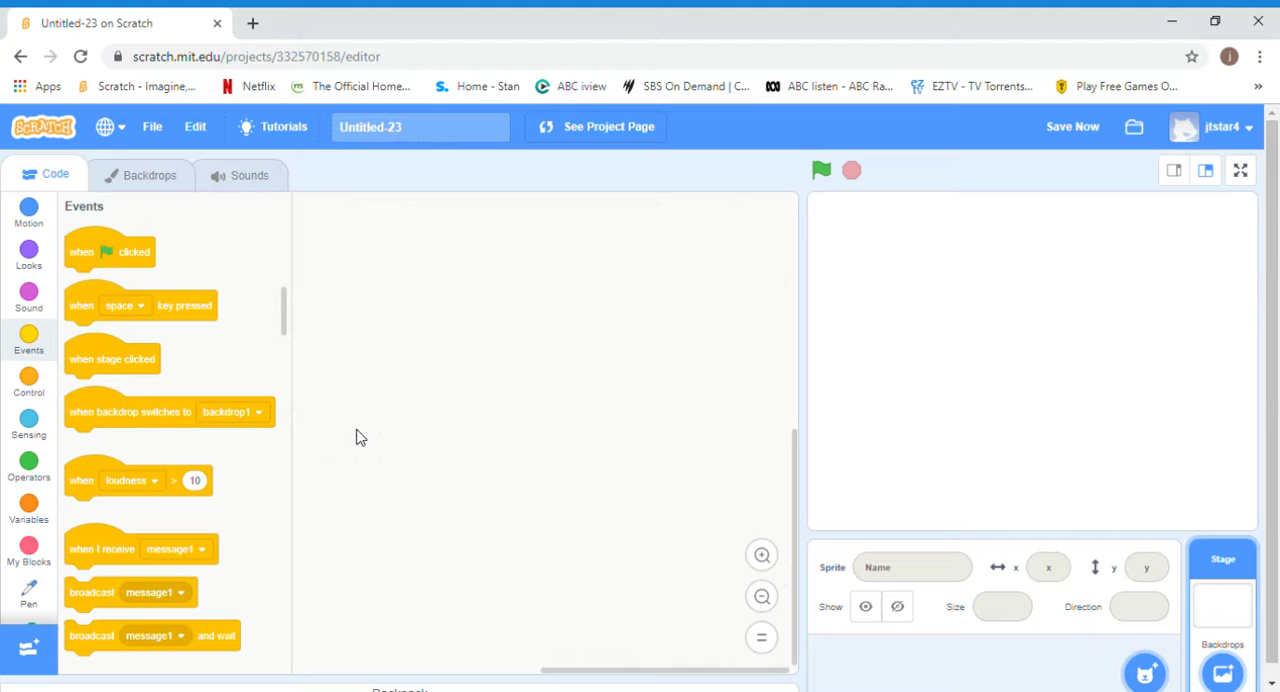 Untitled-23 on Scratch
scratch.mit.edu/projects/332570158/editor
i
Apps
Scratch - Imagine,...
Netflix
The Official Home...
Home - Stan
ABC iview
SBS On Demand | C...
ABC listen - ABC Ra...
EZTV - TV Torrents...
Play Free Games O...
»
SCRATCH
File
Edit
Tutorials
Untitled-23
See Project Page
Save Now
jtstar4
Code
Backdrops
Sounds
Motion
Looks
Sound
Events
Control
Sensing
Operators
Variables
My Blocks
Pen
Events
when clicked
when space key pressed
when stage clicked
when backdrop switches to backdrop1
when loudness > 10
when I receive message1
broadcast message1
broadcast message1 and wait
Sprite Name x x y y
Show Size Direction
Stage
Backdrops